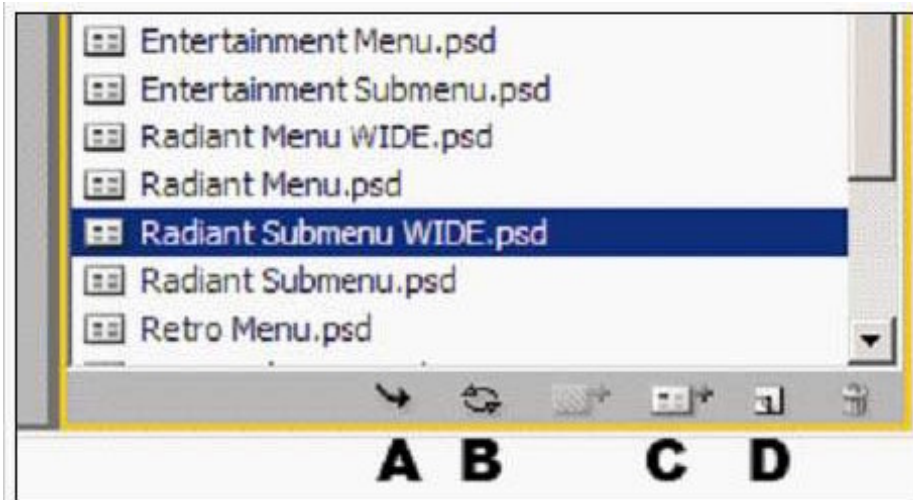 Entertainment Menu.psd
Entertainment Submenu.psd
Radiant Menu WIDE.psd
Radiant Menu.psd
Radiant Submenu WIDE.psd
Radiant Submenu.psd
Retro Menu.psd
A B C D